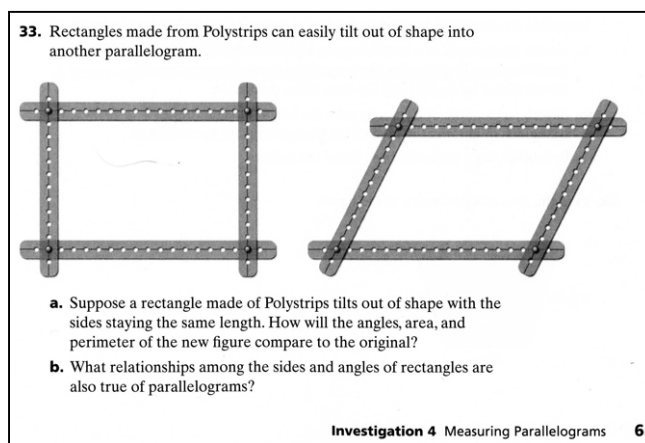 33. Rectangles made from Polystrips can easily tilt out of shape into
another parallelogram.
a. Suppose a rectangle made of Polystrips tilts out of shape with the
sides staying the same length. How will the angles, area, and
perimeter of the new figure compare to the original?
b. What relationships among the sides and angles of rectangles are
also true of parallelograms?
Investigation 4 Measuring Parallelograms 6